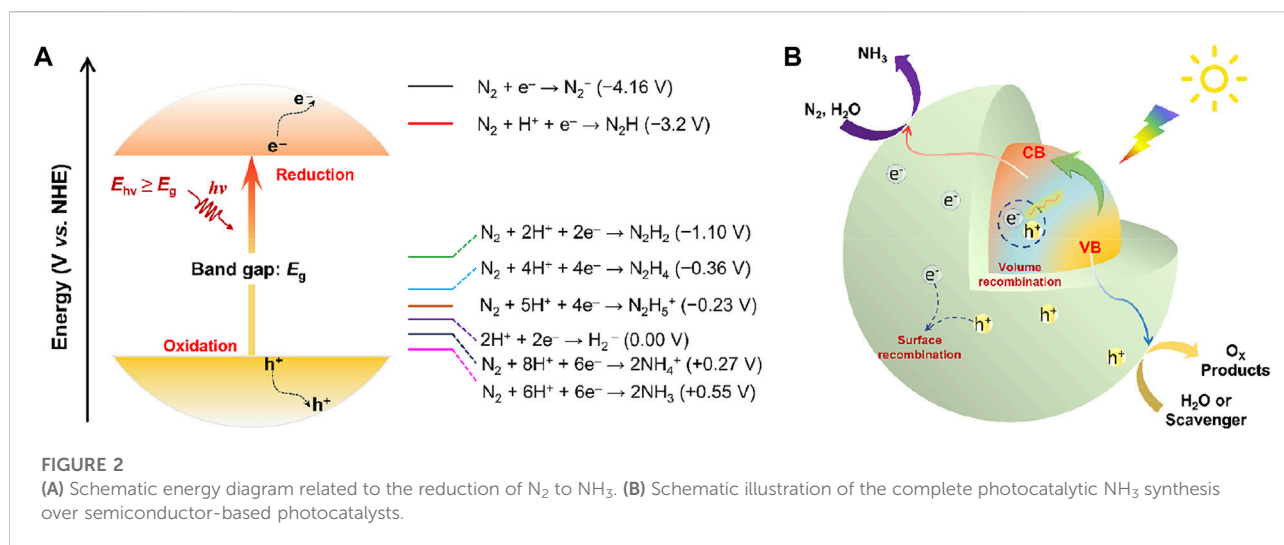 A
Energy (V vs. NHE)
e⁻
e⁻
Reduction
E_hv ≥ E_g
hv
Band gap: E_g
Oxidation
h⁺
h⁺
N₂ + e⁻ → N₂⁻ (−4.16 V)
N₂ + H⁺ + e⁻ → N₂H (−3.2 V)
N₂ + 2H⁺ + 2e⁻ → N₂H₂ (−1.10 V)
N₂ + 4H⁺ + 4e⁻ → N₂H₄ (−0.36 V)
N₂ + 5H⁺ + 4e⁻ → N₂H₅⁺ (−0.23 V)
2H⁺ + 2e⁻ → H₂⁻ (0.00 V)
N₂ + 8H⁺ + 6e⁻ → 2NH₄⁺ (+0.27 V)
N₂ + 6H⁺ + 6e⁻ → 2NH₃ (+0.55 V)
B
NH₃
N₂, H₂O
CB
e⁻
e⁻
e⁻
h⁺
VB
Volume
recombination
e⁻
h⁺
h⁺
Surface
recombination
h⁺
Oₓ
Products
H₂O or
Scavenger
FIGURE 2
(A) Schematic energy diagram related to the reduction of N₂ to NH₃. (B) Schematic illustration of the complete photocatalytic NH₃ synthesis
over semiconductor-based photocatalysts.